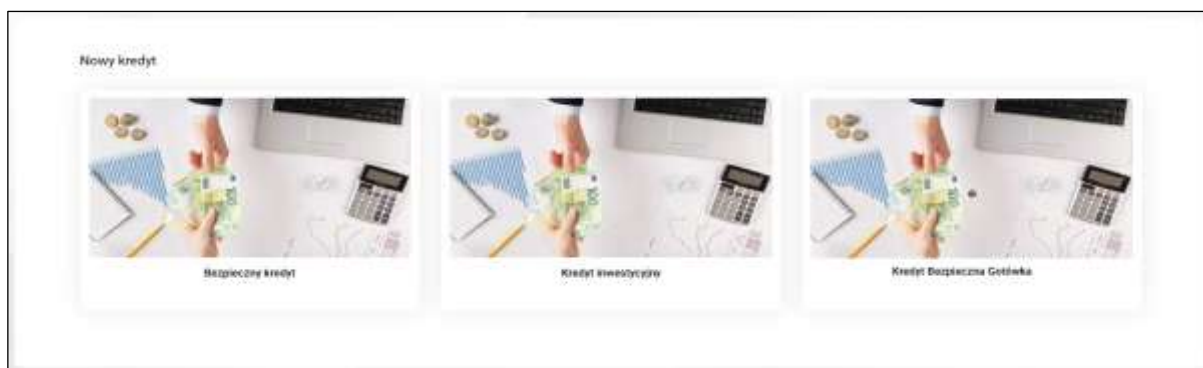 Nowy kredyt
Bezpieczny kredyt
Kredyt inwestycyjny
Kredyt Bezpieczna Gotówka